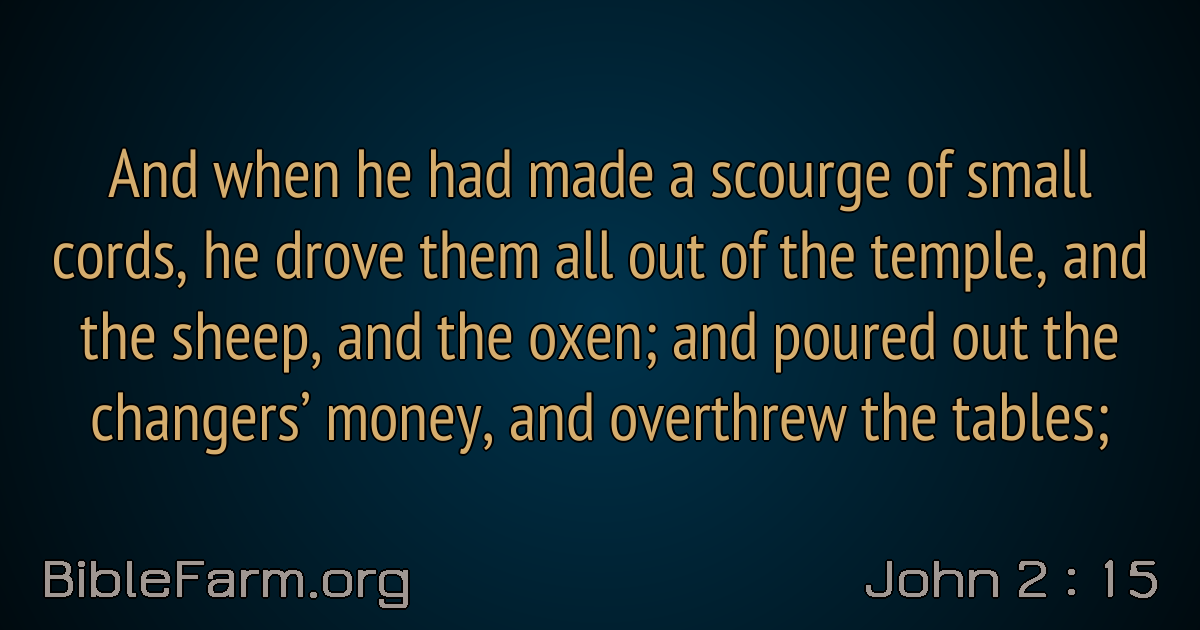 And when he had made a scourge of small
cords, he drove them all out of the temple, and
the sheep, and the oxen; and poured out the
changers’ money, and overthrew the tables;
BibleFarm.org
John 2 : 15